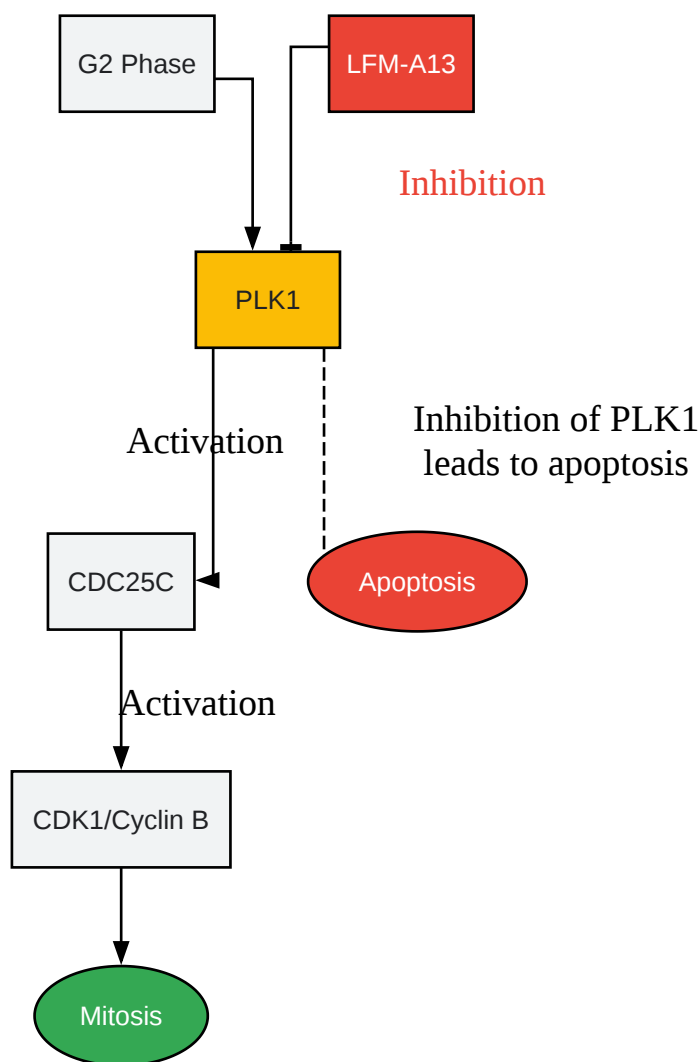 G2 Phase
LFM-A13
Inhibition
PLK1
Activation
Inhibition of PLK1
leads to apoptosis
CDC25C
Apoptosis
Activation
CDK1/Cyclin B
Mitosis